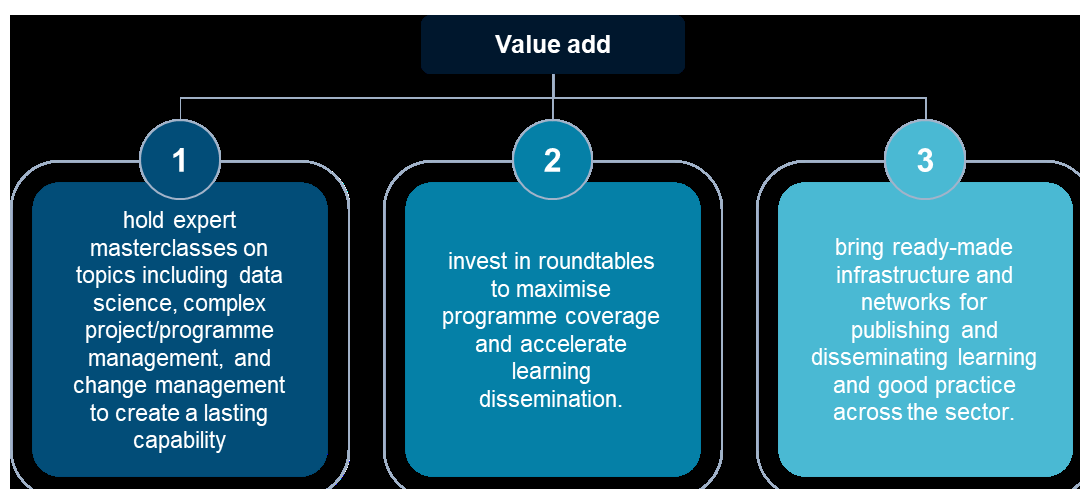 Value add
1
hold expert
masterclasses on
topics including data
science, complex
project/programme
management, and
change management
to create a lasting
capability
2
invest in roundtables
to maximise
programme coverage
and accelerate
learning
dissemination.
3
bring ready-made
infrastructure and
networks for
publishing and
disseminating learning
and good practice
across the sector.